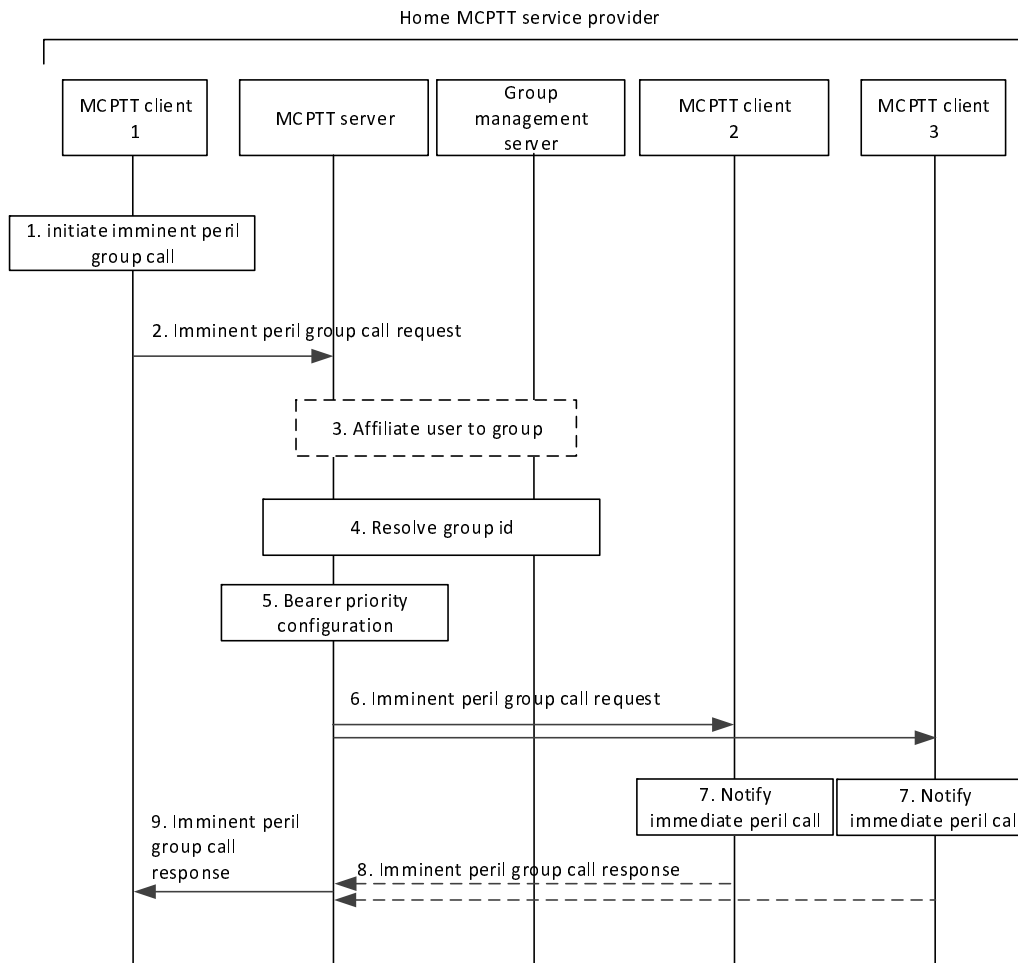 Home MCPTT service provider
MCPTT client
1
MCPTT server
Group
management
server
MCPTT client
2
MCPTT client
3
1. initiate imminent peril
group call
2. Imminent peril group call request
3. Affiliate user to group
4. Resolve group id
5. Bearer priority
configuration
6. Imminent peril group call request
7. Notify
immediate peril call
7. Notify
immediate peril call
9. Imminent peril
group call
response
8. Imminent peril group call response